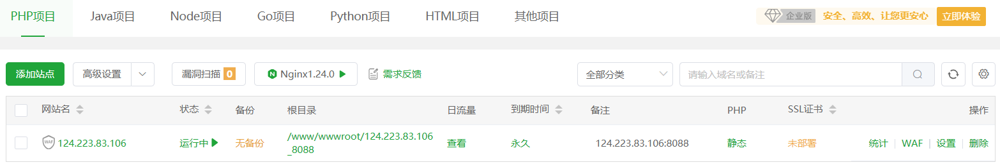 PHP项目 Java项目 Node项目 Go项目 Python项目 HTML项目 其他项目 企业版 安全、高效、让您更安心 立即体验
添加站点 高级设置 漏洞扫描 0 Nginx1.24.0 需求反馈 全部分类 请输入域名或备注
网站名 状态 备份 根目录 日流量 到期时间 备注 PHP SSL证书 操作
WAF 124.223.83.106 运行中 无备份 /www/wwwroot/124.223.83.106 查看 永久 124.223.83.106:8088 静态 未部署 统计 WAF 设置 删除
_8088